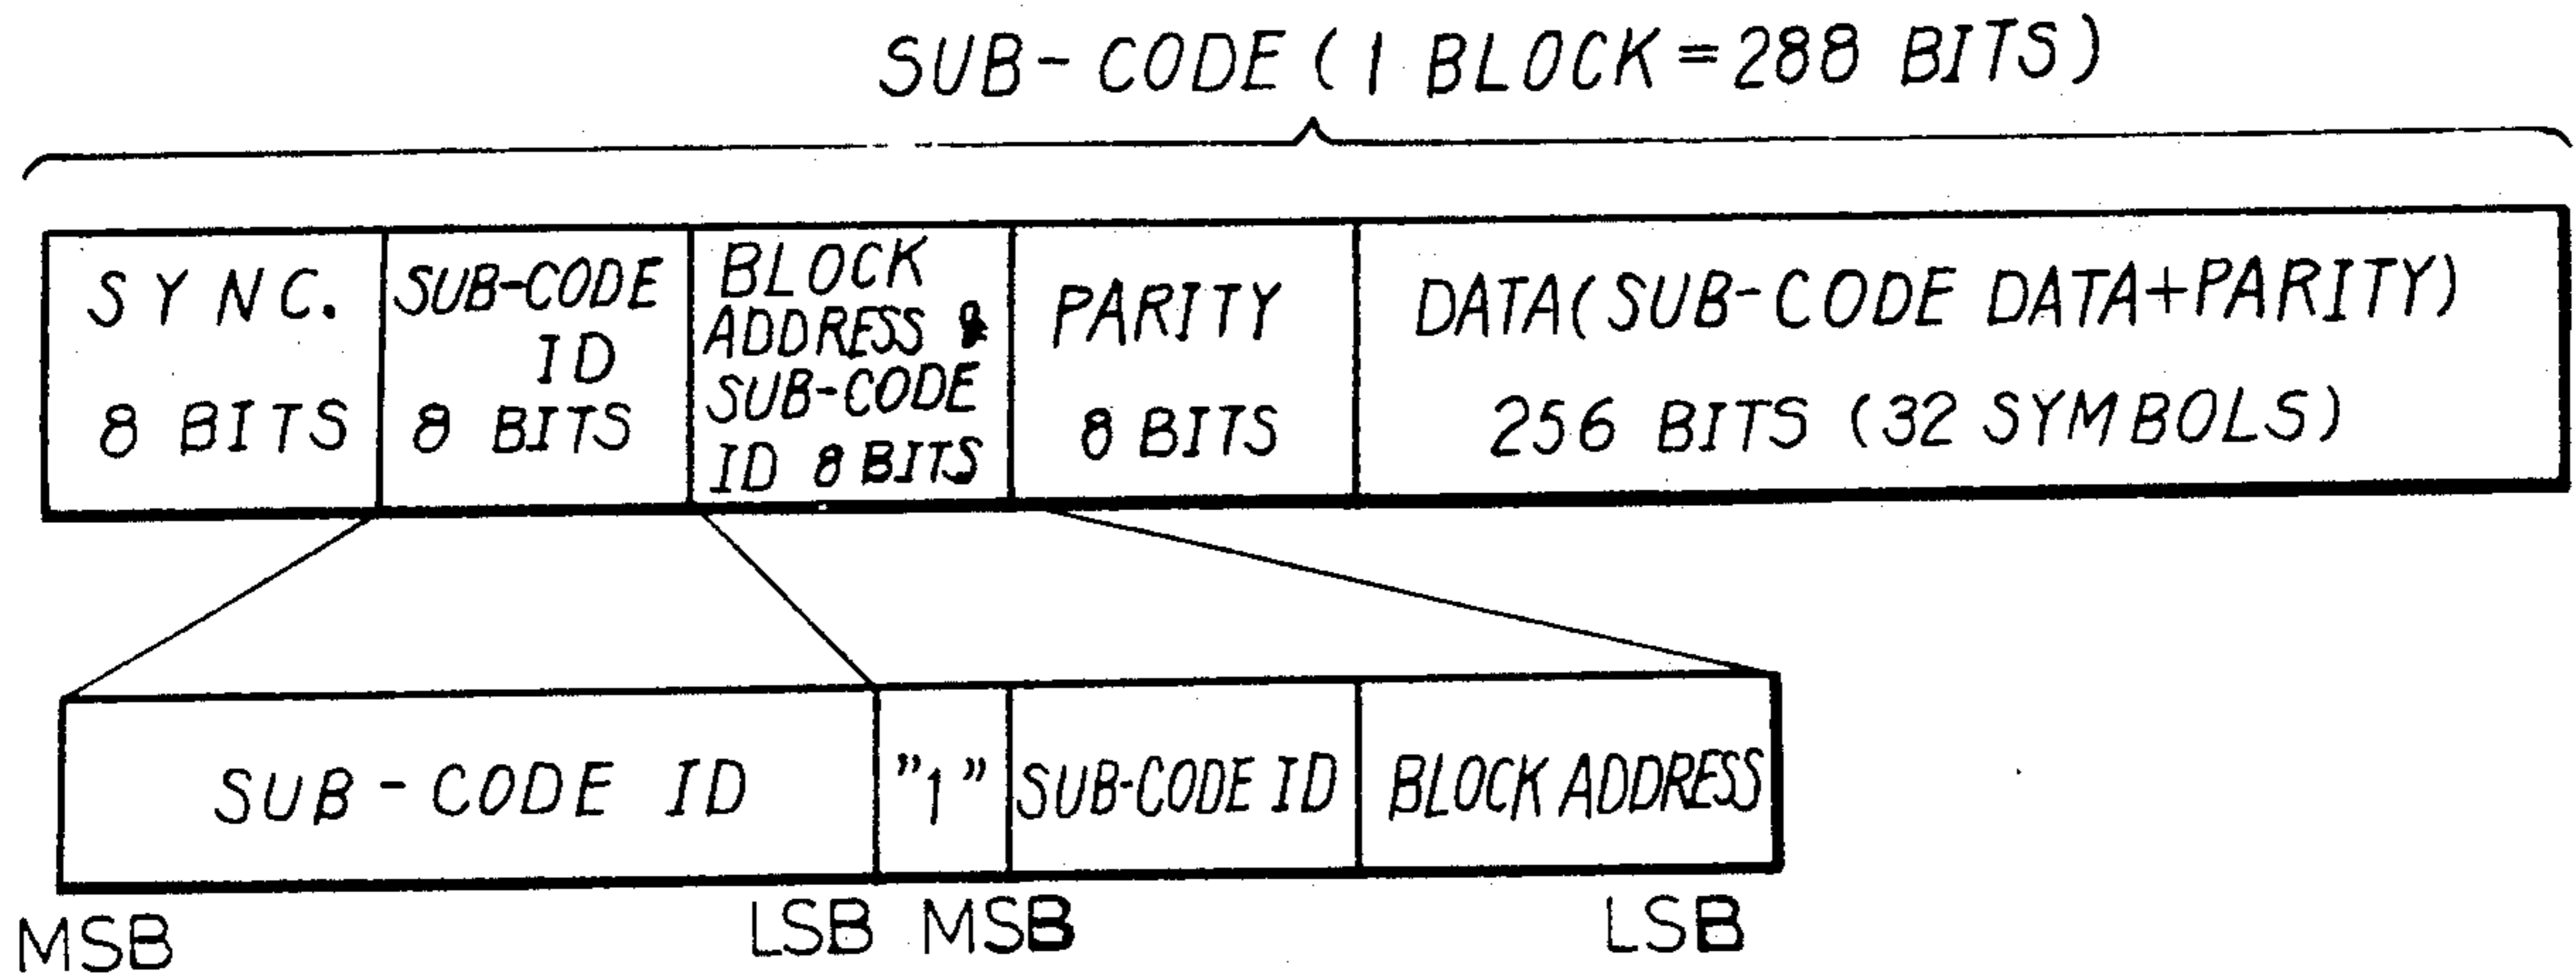 SUB-CODE (1 BLOCK=288 BITS)
SYNC.
8 BITS
SUB-CODE
ID
8 BITS
BLOCK
ADDRESS &
SUB-CODE
ID 8 BITS
PARITY
8 BITS
DATA(SUB-CODE DATA+PARITY)
256 BITS (32 SYMBOLS)
SUB-CODE ID
"1"
SUB-CODE ID
BLOCK ADDRESS
MSB
LSB
MSB
LSB